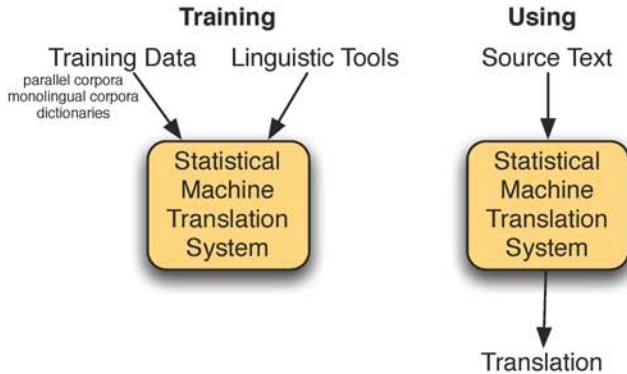 Training
Training Data
parallel corpora
monolingual corpora
dictionaries
Linguistic Tools
Statistical
Machine
Translation
System
Using
Source Text
Statistical
Machine
Translation
System
Translation